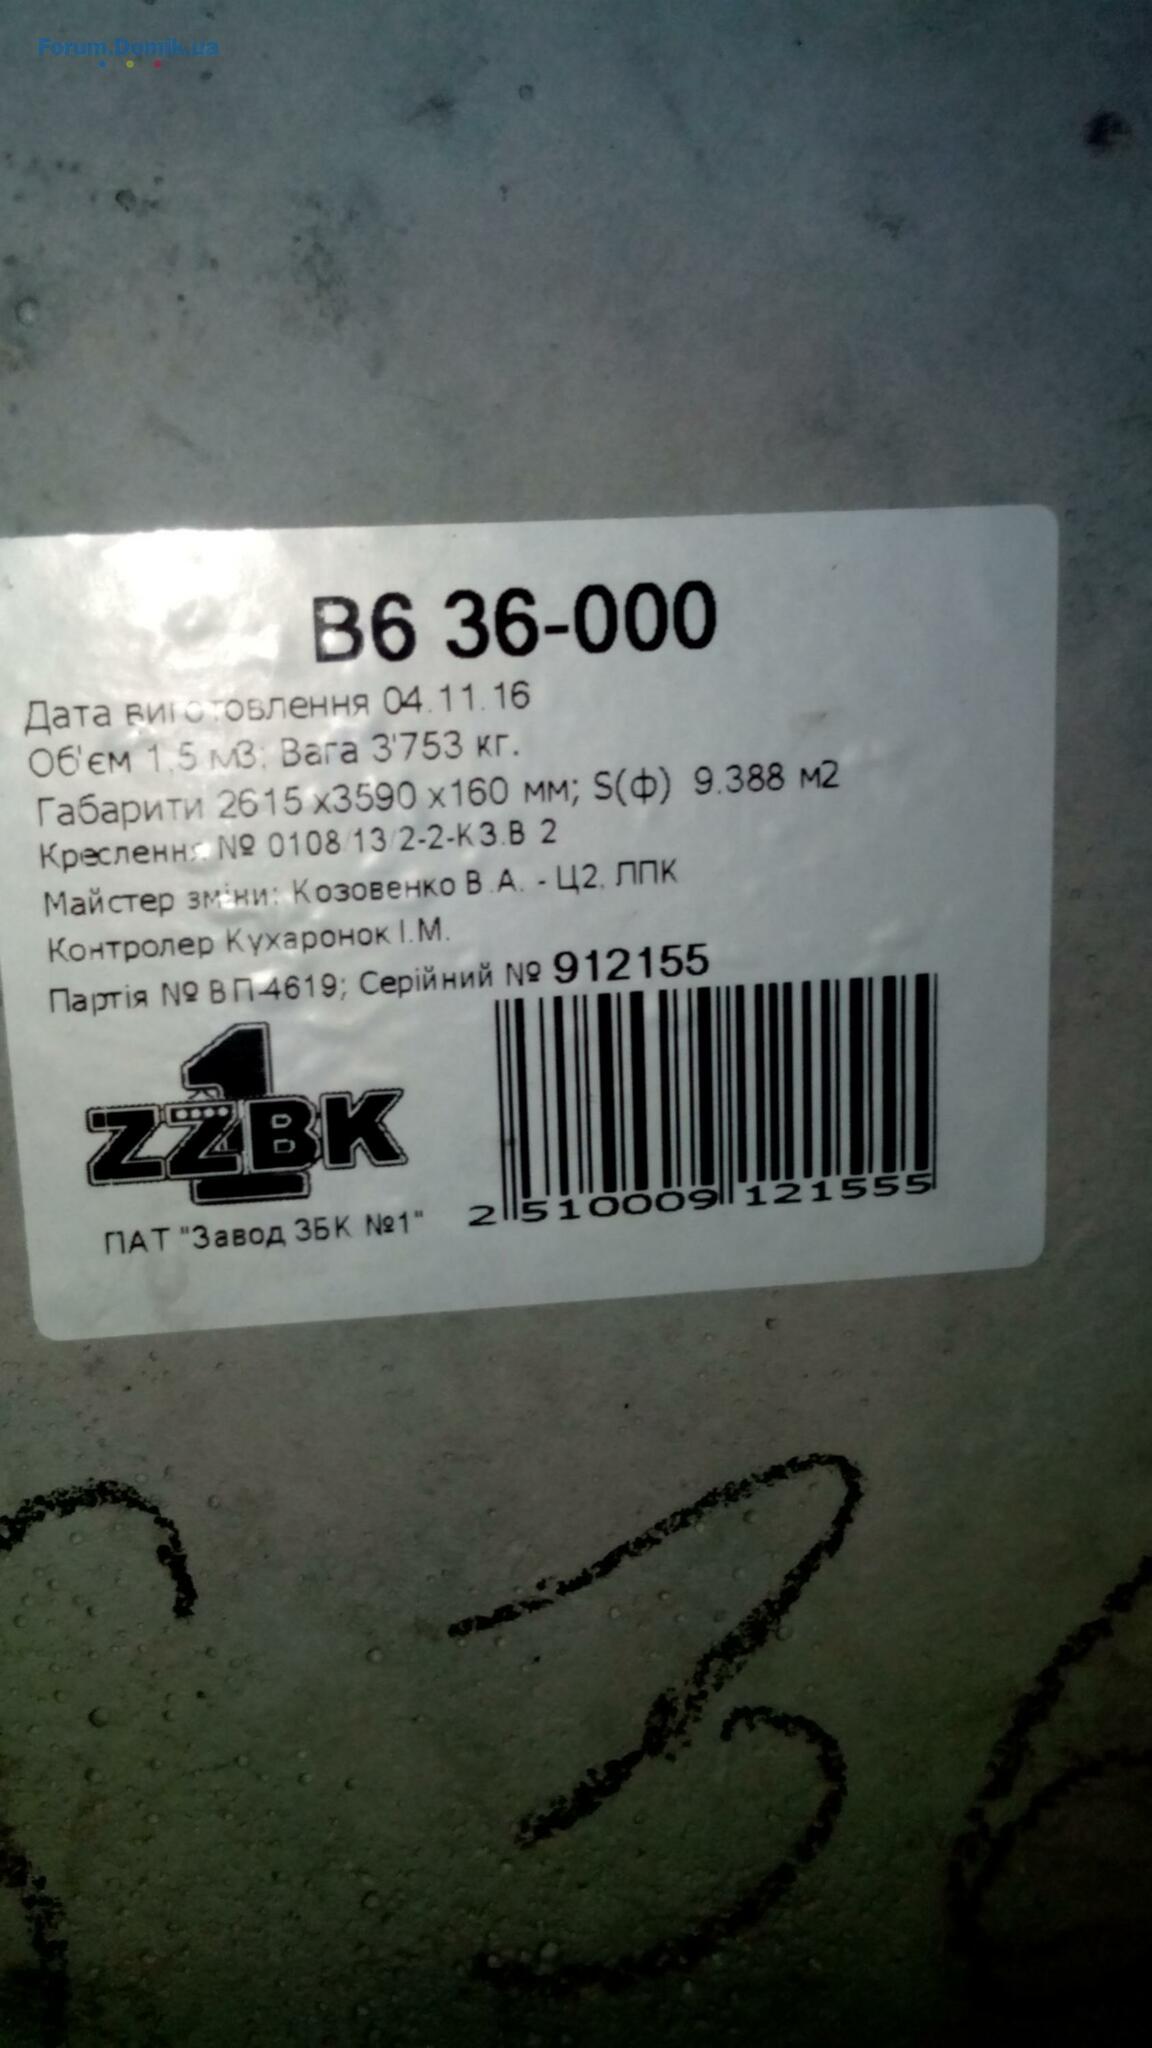 Forum.Domik.ua
В6 36-000
Дата виготовлення 04.11.16
Об'єм 1.5 м3; Вага 3'753 кг.
Габарити 2615 x3590 x160 мм; S(ф) 9.388 м2
Креслення № 0108/13/2-2-КЗ.В 2
Майстер зміни: Козовенко В.А. - Ц2, ЛПК
Контролер Кухаронок І.М.
Партія № ВП-4619; Серійний № 912155
1
ZZBK
2 510009 121555
ПАТ "Завод ЗБК №1"
3